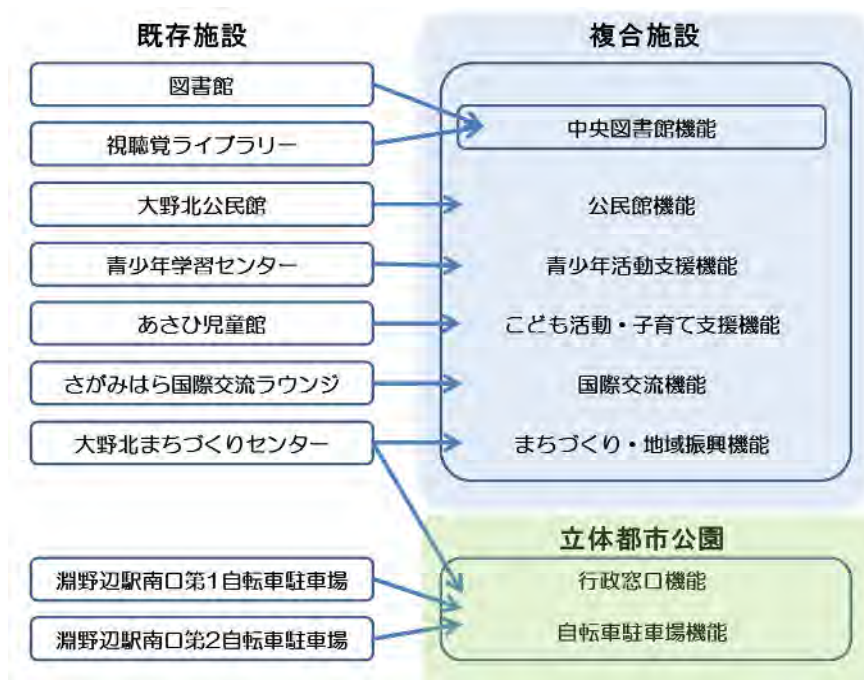 既存施設
複合施設
図書館
視聴覚ライブラリー
中央図書館機能
大野北公民館
公民館機能
青少年学習センター
青少年活動支援機能
あさひ児童館
こども活動・子育て支援機能
さがみはら国際交流ラウンジ
国際交流機能
大野北まちづくりセンター
まちづくり・地域振興機能
立体都市公園
淵野辺駅南口第1自転車駐車場
行政窓口機能
淵野辺駅南口第2自転車駐車場
自転車駐車場機能